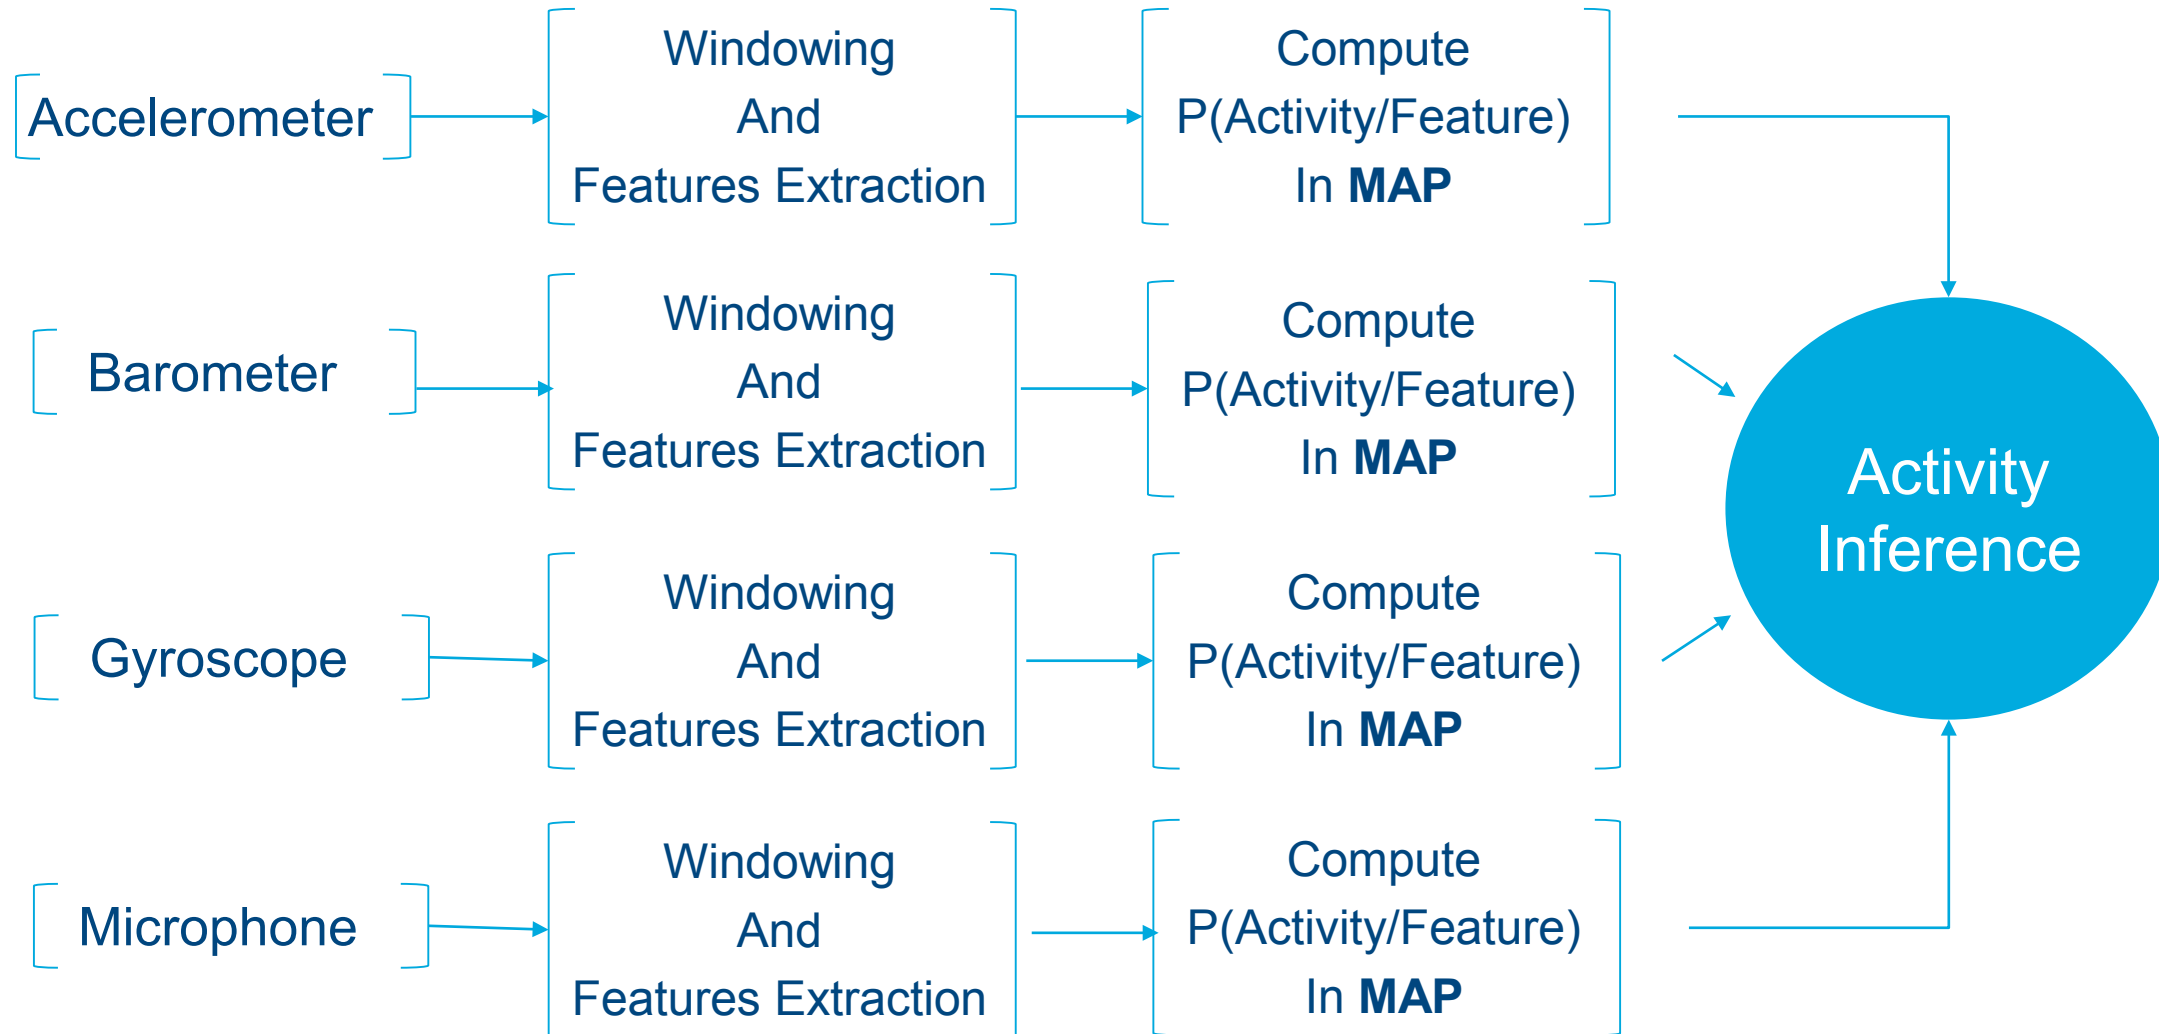 Accelerometer
Windowing
And
Features Extraction
Compute
P(Activity/Feature)
In MAP
Barometer
Windowing
And
Features Extraction
Compute
P(Activity/Feature)
In MAP
Gyroscope
Windowing
And
Features Extraction
Compute
P(Activity/Feature)
In MAP
Microphone
Windowing
And
Features Extraction
Compute
P(Activity/Feature)
In MAP
Activity
Inference